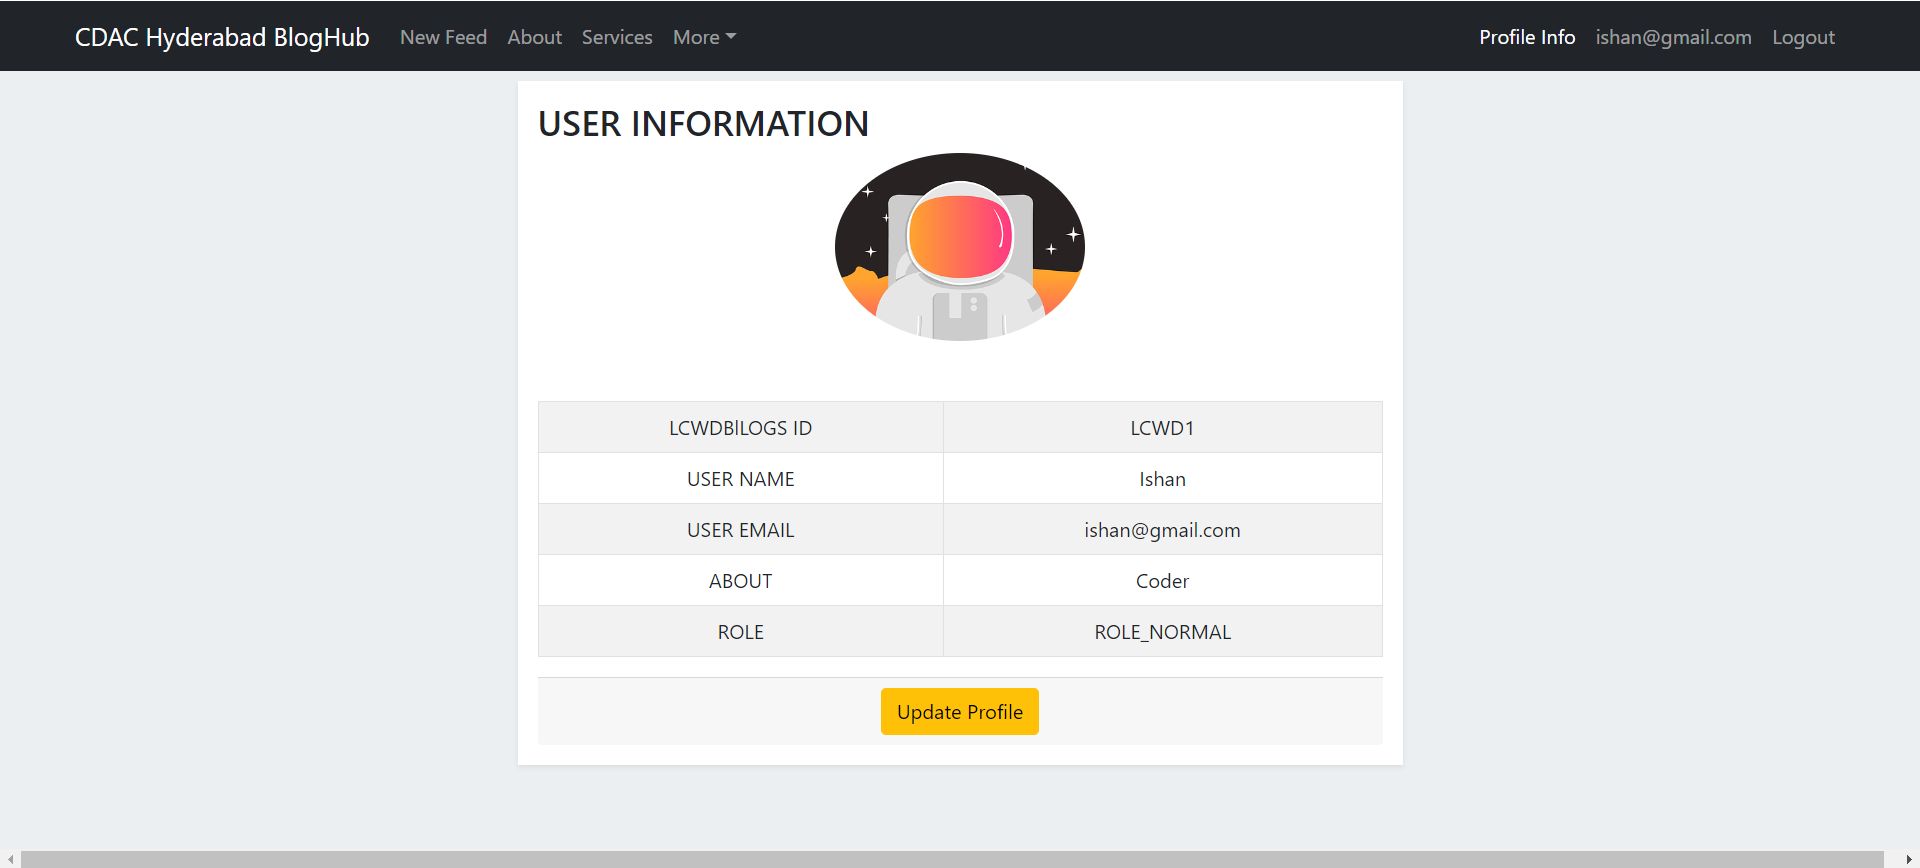 CDAC Hyderabad BlogHub New Feed About Services More Profile Info ishan@gmail.com Logout
USER INFORMATION
LCWDBlLOGS ID LCWD1
USER NAME Ishan
USER EMAIL ishan@gmail.com
ABOUT Coder
ROLE ROLE_NORMAL
Update Profile